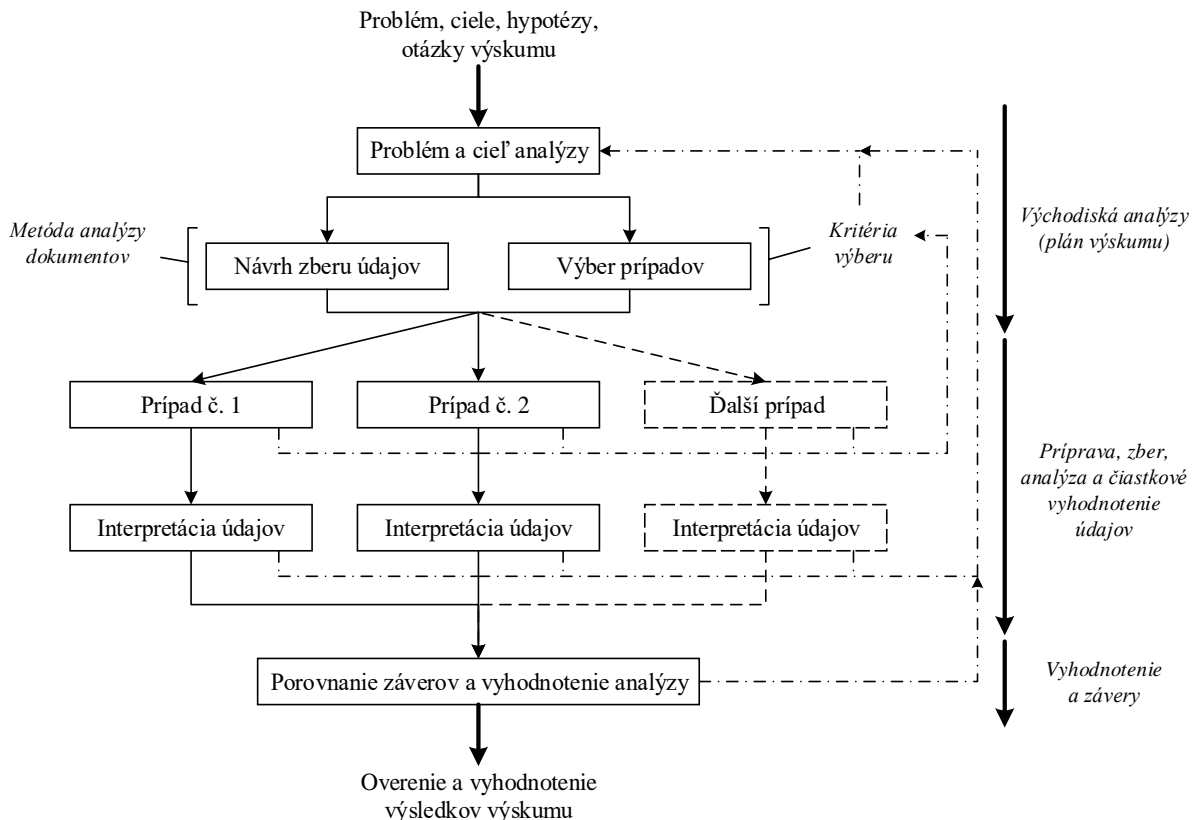 Problém, ciele, hypotézy,
otázky výskumu
Problém a cieľ analýzy
Metóda analýzy
dokumentov
Návrh zberu údajov
Výber prípadov
Kritéria
výberu
Východiská analýzy
(plán výskumu)
Prípad č. 1
Prípad č. 2
Ďalší prípad
Príprava, zber,
analýza a čiastkové
vyhodnotenie
údajov
Interpretácia údajov
Interpretácia údajov
Interpretácia údajov
Porovnanie záverov a vyhodnotenie analýzy
Vyhodnotenie
a závery
Overenie a vyhodnotenie
výsledkov výskumu